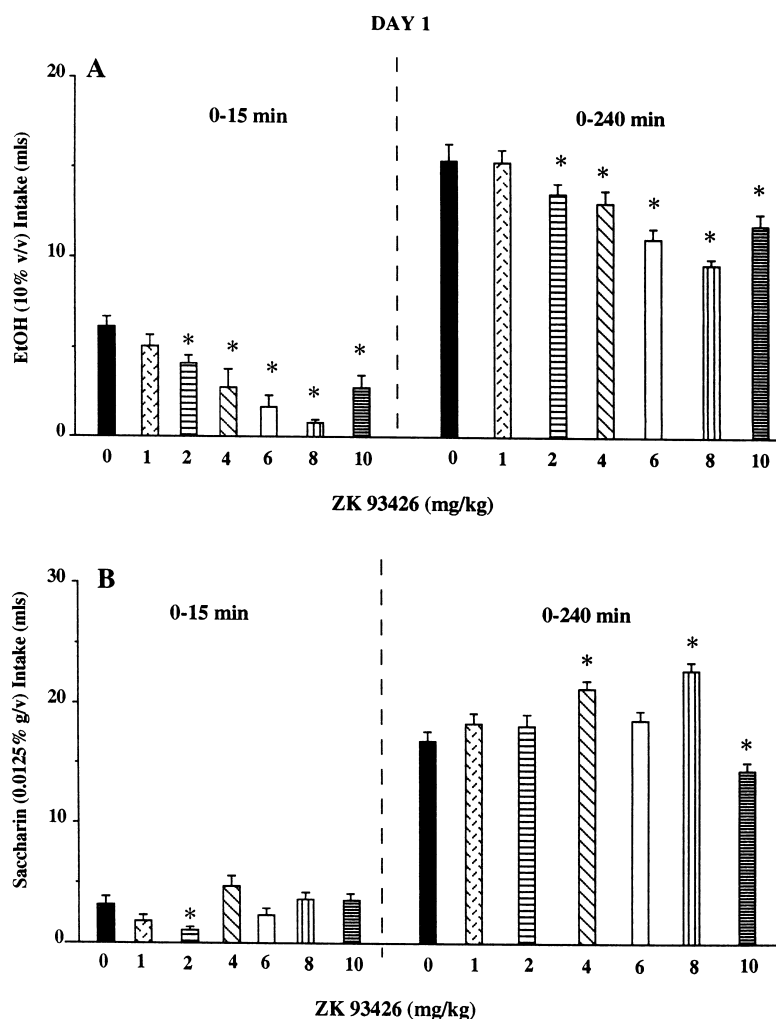 DAY 1
A
20
10
0
EtOH (10% v/v) Intake (mls)
0-15 min
0-240 min
* * * * *
* * * * *
0 1 2 4 6 8 10
0 1 2 4 6 8 10
ZK 93426 (mg/kg)
B
30
20
10
0
Saccharin (0.0125% g/v) Intake (mls)
0-15 min
0-240 min
*
* * *
0 1 2 4 6 8 10
0 1 2 4 6 8 10
ZK 93426 (mg/kg)